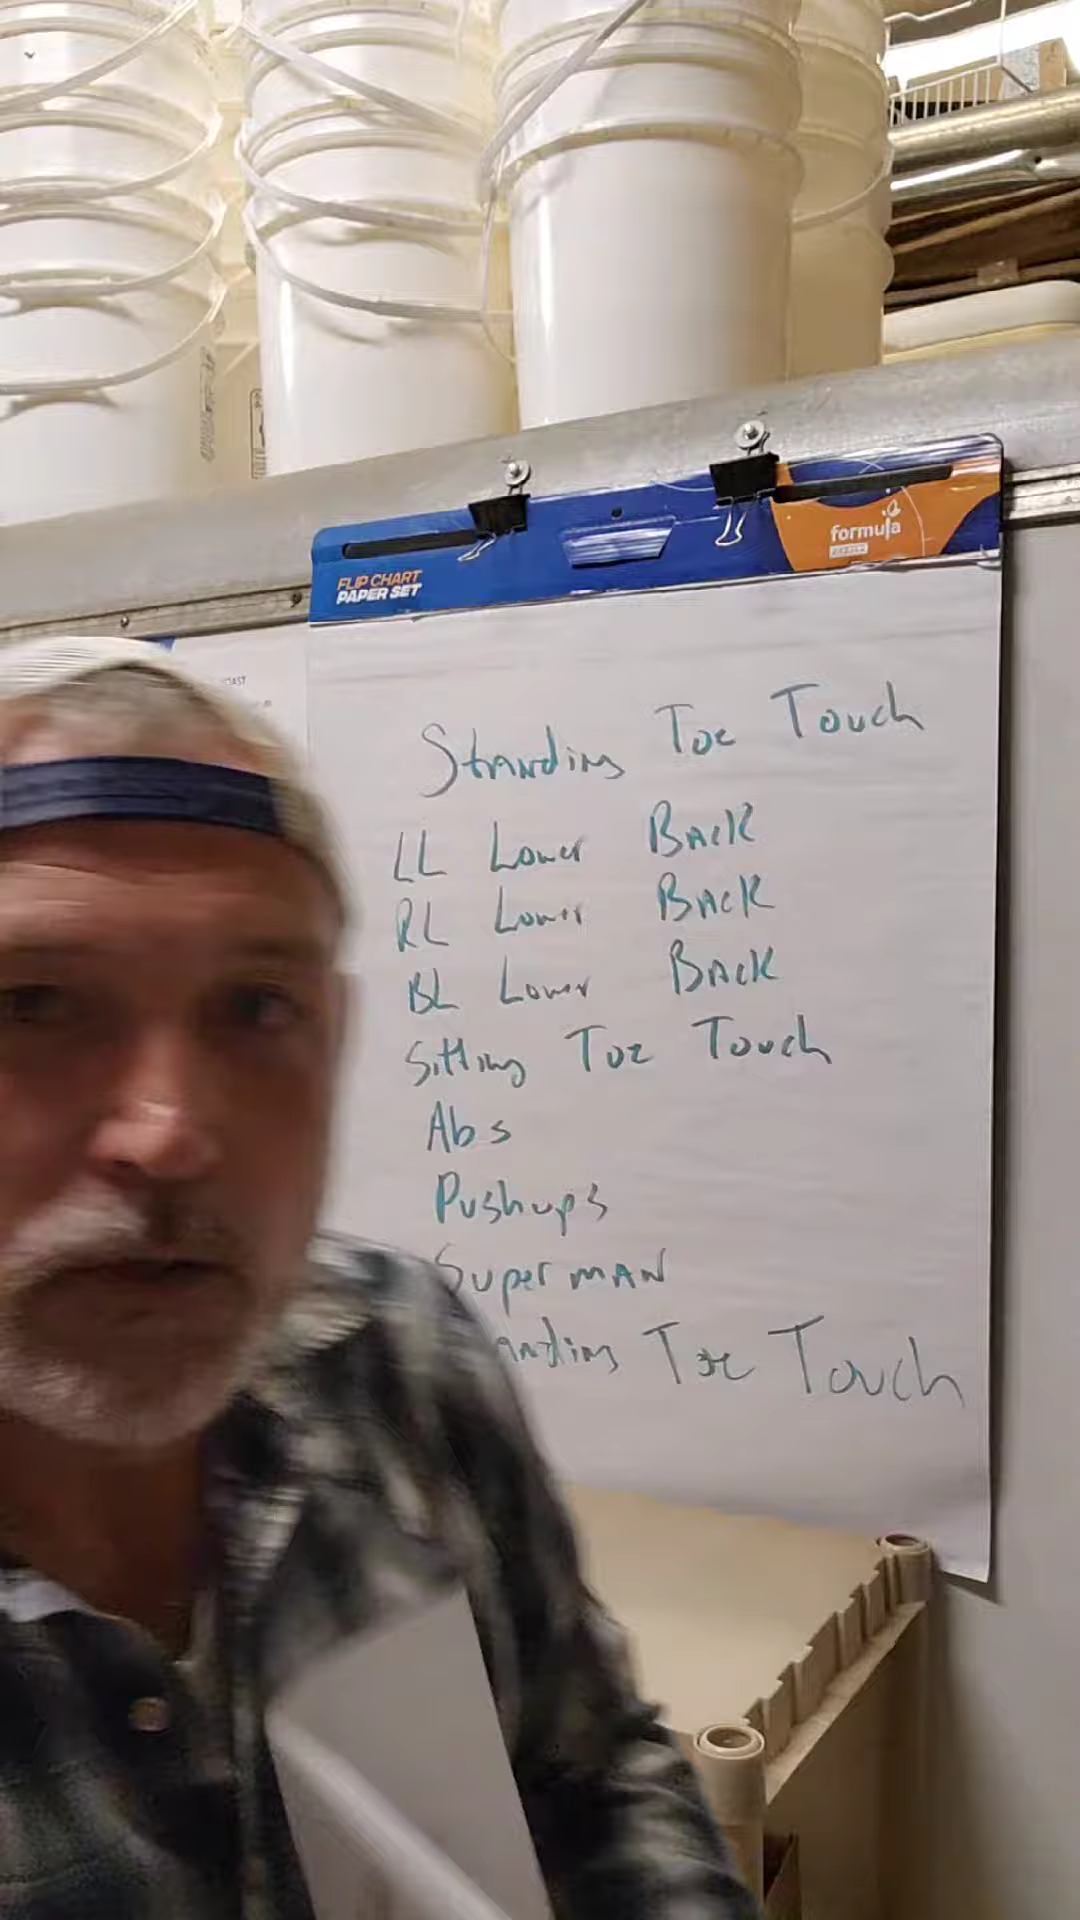 FLIP CHART
PAPER SET
formula
Standing Toe Touch
LL Lower Back
RL Lower Back
BL Lower Back
Sitting Toe Touch
Abs
Pushups
Superman
anding Toe Touch